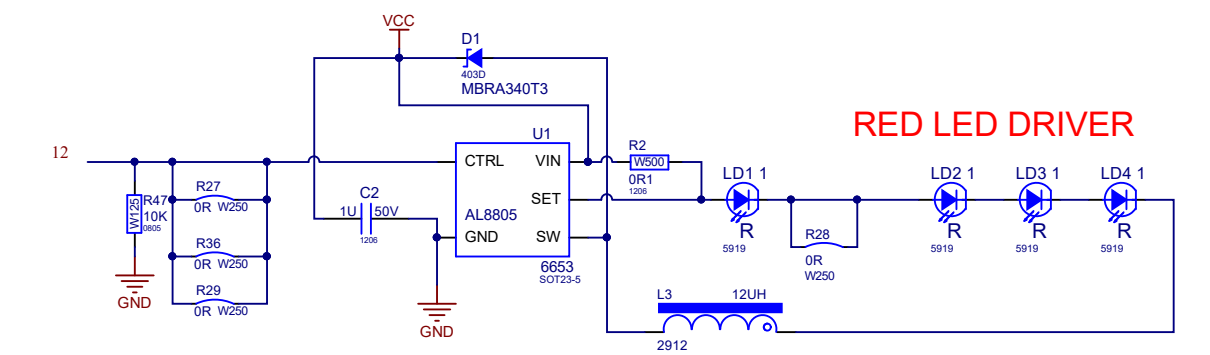 VCC
D1
403D
MBRA340T3
RED LED DRIVER
12
U1
CTRL
VIN
SET
AL8805
GND
SW
6653
SOT23-5
R2
W500
0R1
1206
LD1 1
R
5919
LD2 1
R
5919
LD3 1
R
5919
LD4 1
R
5919
R27
0R W250
R47
10K
W125
0805
C2
1U 50V
1206
R36
0R W250
R28
0R
W250
R29
0R W250
GND
GND
L3 12UH
2912